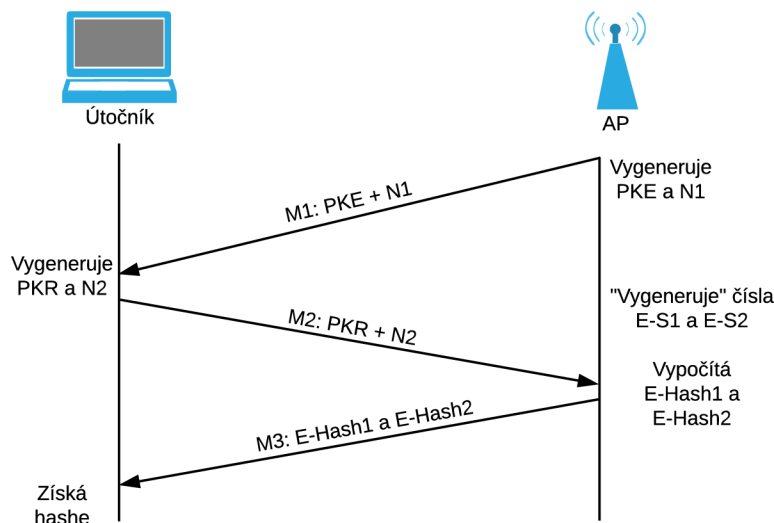 Útočník
AP
Vygeneruje
PKE a N1
M1: PKE + N1
Vygeneruje
PKR a N2
"Vygeneruje" čísla
E-S1 a E-S2
M2: PKR + N2
Vypočítá
E-Hash1 a
E-Hash2
M3: E-Hash1 a E-Hash2
Získá
hashe